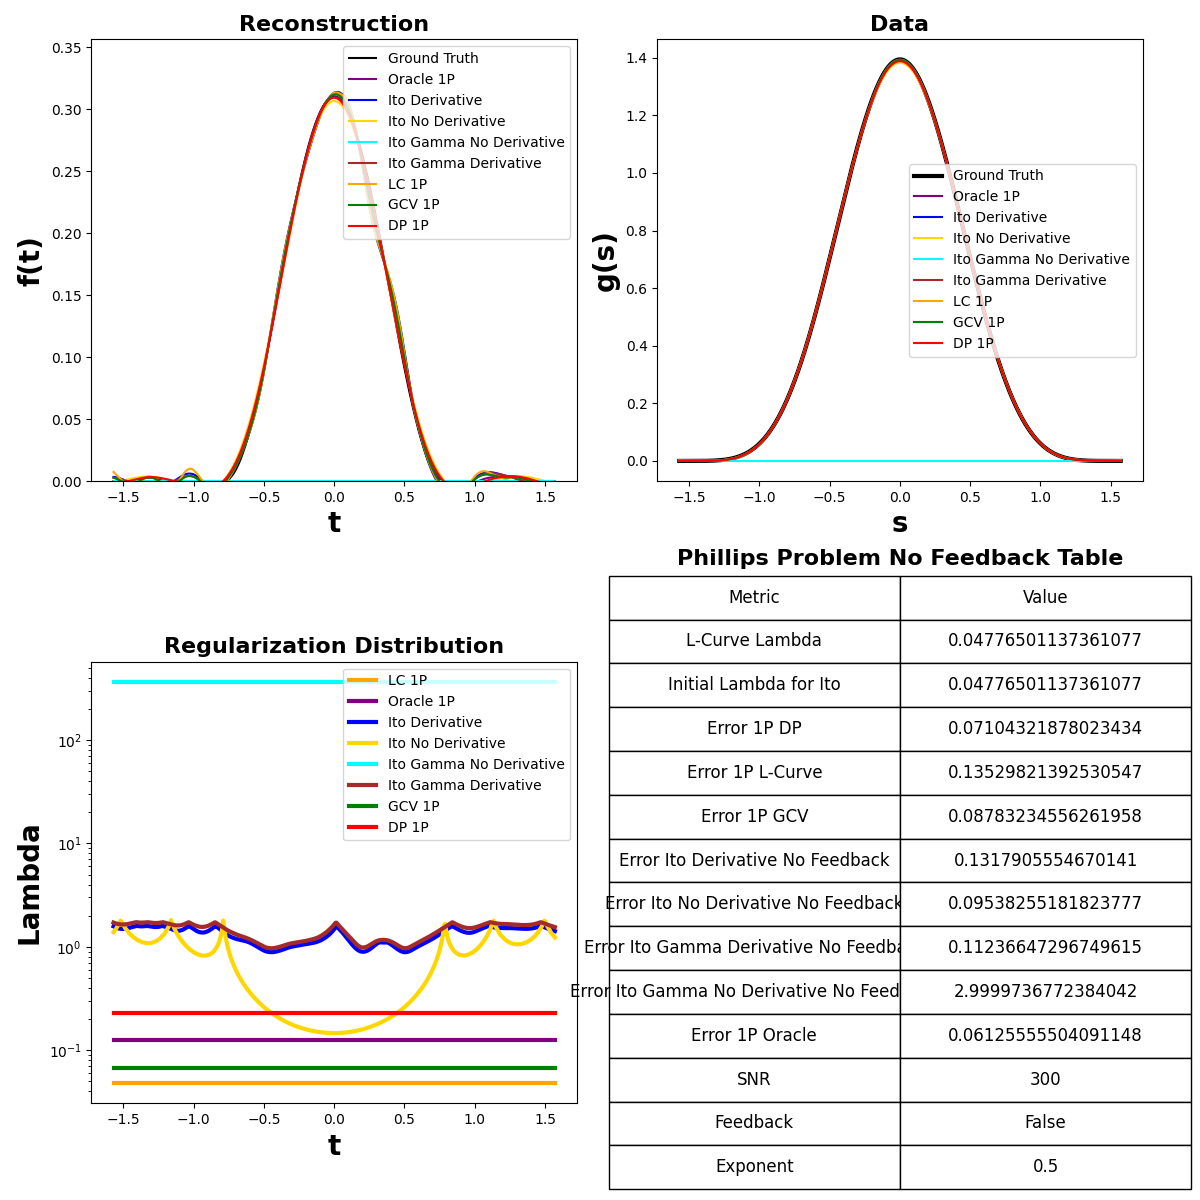 Reconstruction
f(t)
0.35
0.30
0.25
0.20
0.15
0.10
0.05
0.00
−1.5 −1.0 −0.5 0.0 0.5 1.0 1.5
t
Ground Truth
Oracle 1P
Ito Derivative
Ito No Derivative
Ito Gamma No Derivative
Ito Gamma Derivative
LC 1P
GCV 1P
DP 1P
Data
g(s)
1.4
1.2
1.0
0.8
0.6
0.4
0.2
0.0
−1.5 −1.0 −0.5 0.0 0.5 1.0 1.5
s
Ground Truth
Oracle 1P
Ito Derivative
Ito No Derivative
Ito Gamma No Derivative
Ito Gamma Derivative
LC 1P
GCV 1P
DP 1P
Regularization Distribution
Lambda
10²
10¹
10⁰
10⁻¹
−1.5 −1.0 −0.5 0.0 0.5 1.0 1.5
t
LC 1P
Oracle 1P
Ito Derivative
Ito No Derivative
Ito Gamma No Derivative
Ito Gamma Derivative
GCV 1P
DP 1P
Phillips Problem No Feedback Table
Metric Value
L-Curve Lambda 0.04776501137361077
Initial Lambda for Ito 0.04776501137361077
Error 1P DP 0.07104321878023434
Error 1P L-Curve 0.13529821392530547
Error 1P GCV 0.08783234556261958
Error Ito Derivative No Feedback 0.1317905554670141
Error Ito No Derivative No Feedback 0.09538255181823777
Error Ito Gamma Derivative No Feedba 0.11236647296749615
Error Ito Gamma No Derivative No Feed 2.9999736772384042
Error 1P Oracle 0.06125555504091148
SNR 300
Feedback False
Exponent 0.5